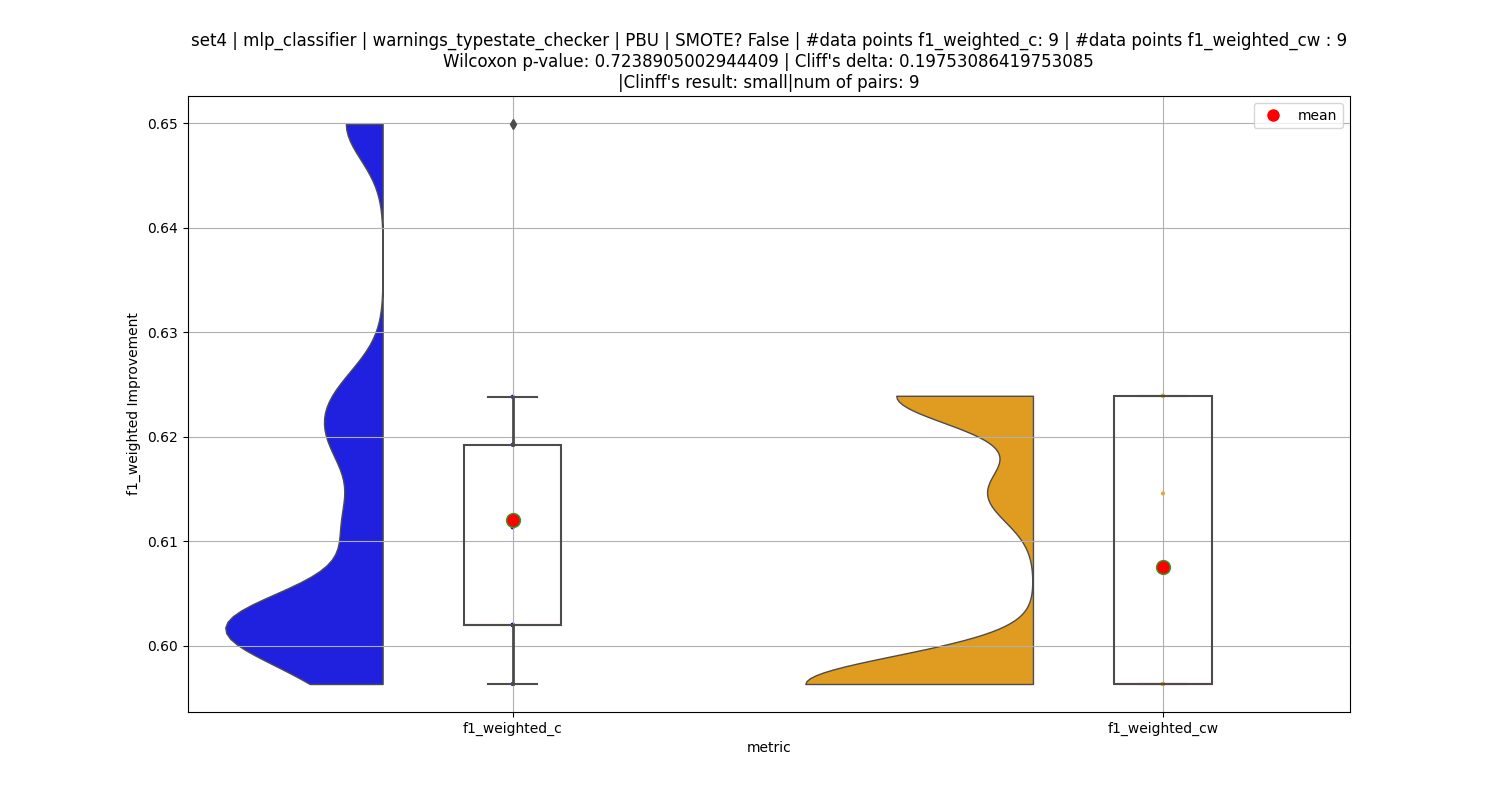 set4 | mlp_classifier | warnings_typestate_checker | PBU | SMOTE? False | #data points f1_weighted_c: 9 | #data points f1_weighted_cw : 9
Wilcoxon p-value: 0.7238905002944409 | Cliff's delta: 0.19753086419753085
|Clinff's result: small|num of pairs: 9
mean
0.65
0.64
0.63
0.62
0.61
0.60
f1_weighted Improvement
f1_weighted_c
f1_weighted_cw
metric